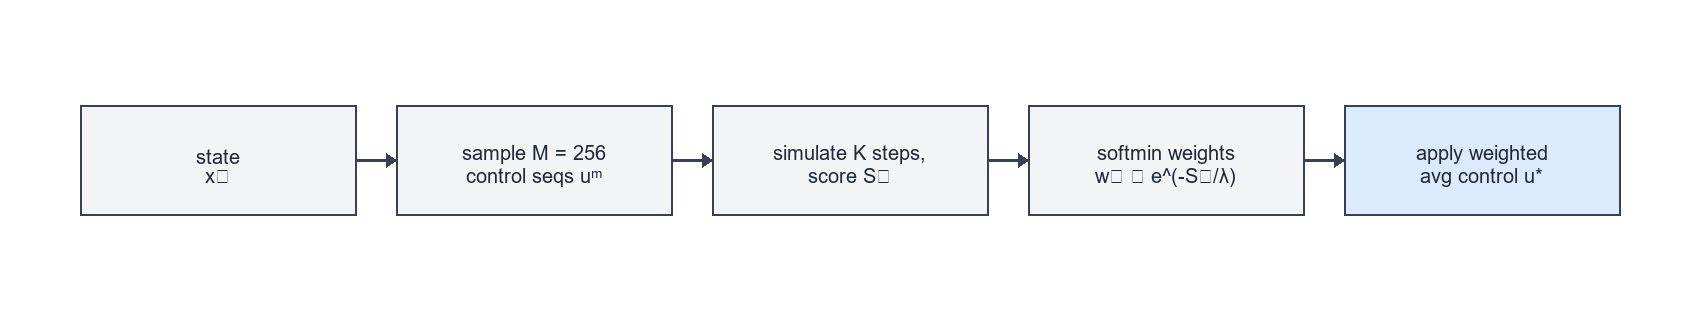 state
x□
sample M = 256
control seqs uᵐ
simulate K steps,
score S□
softmin weights
w□ □ e^(-S□/λ)
apply weighted
avg control u*